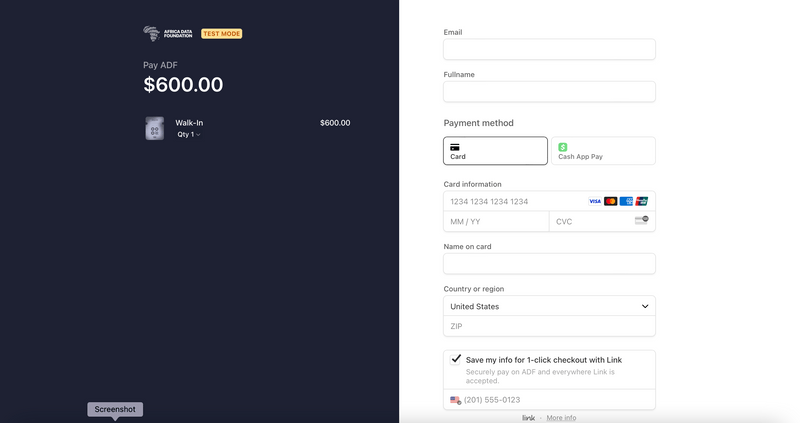 AFRICA DATA
FOUNDATION
TEST MODE
Pay ADF
$600.00
Walk-In
$600.00
Qty 1
Email
Fullname
Payment method
Card
Cash App Pay
Card information
1234 1234 1234 1234
VISA
MM / YY
CVC
Name on card
Country or region
United States
ZIP
Save my info for 1-click checkout with Link
Securely pay on ADF and everywhere Link is
accepted.
(201) 555-0123
link · More info
Screenshot